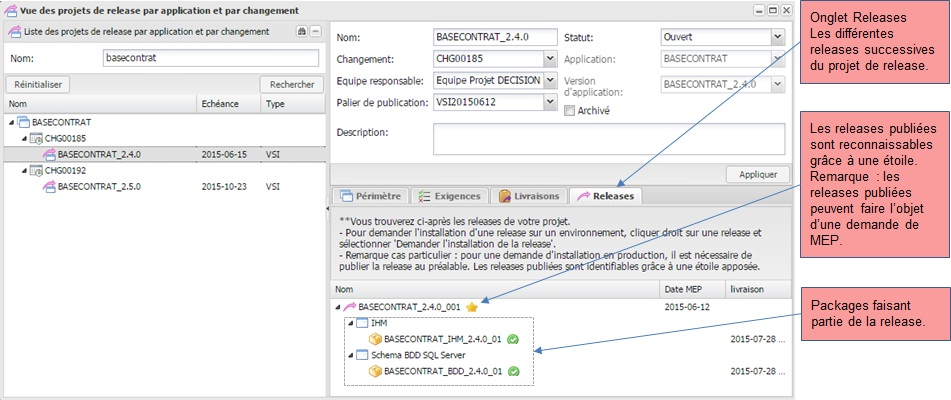 Vue des projets de release par application et par changement
Liste des projets de release par application et par changement
Nom: basecontrat
Réinitialiser Rechercher
Nom Echéance Type
BASECONTRAT
CHG00185
BASECONTRAT_2.4.0 2015-06-15 VSI
CHG00192
BASECONTRAT_2.5.0 2015-10-23 VSI
Nom: BASECONTRAT_2.4.0 Statut: Ouvert
Changement: CHG00185 Application: BASECONTRAT
Equipe responsable: Equipe Projet DECISION Version
d'application: BASECONTRAT_2.4.0
Palier de publication: VSI20150612 Archivé
Description:
Appliquer
Périmètre Exigences Livraisons Releases
**Vous trouverez ci-après les releases de votre projet.
- Pour demander l'installation d'une release sur un environnement, cliquer droit sur une release et
sélectionner 'Demander l'installation de la release'.
- Remarque cas particulier : pour une demande d'installation en production, il est nécessaire de
publier la release au préalable. Les releases publiées sont identifiables grâce à une étoile apposée.
Nom Date MEP livraison
BASECONTRAT_2.4.0_001 2015-06-12
IHM
BASECONTRAT_IHM_2.4.0_01 2015-07-28 ...
Schema BDD SQL Server
BASECONTRAT_BDD_2.4.0_01 2015-07-28 ...
Onglet Releases
Les différentes
releases successives
du projet de release.
Les releases publiées
sont reconnaissables
grâce à une étoile.
Remarque : les
releases publiées
peuvent faire l'objet
d'une demande de
MEP.
Packages faisant
partie de la release.